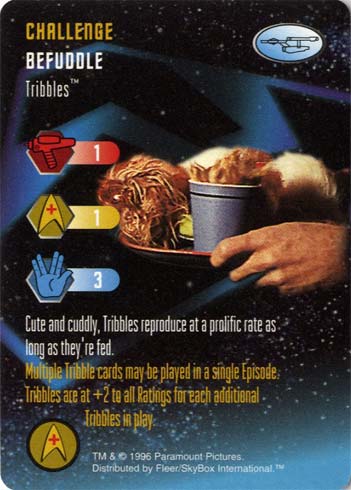 CHALLENGE
BEFUDDLE
Tribbles™
1
1
3
Cute and cuddly, Tribbles reproduce at a prolific rate as
long as they're fed.
Multiple Tribble cards may be played in a single Episode.
Tribbles are at +2 to all Ratings for each additional
Tribbles in play.
TM & © 1996 Paramount Pictures.
Distributed by Fleer/SkyBox International.™